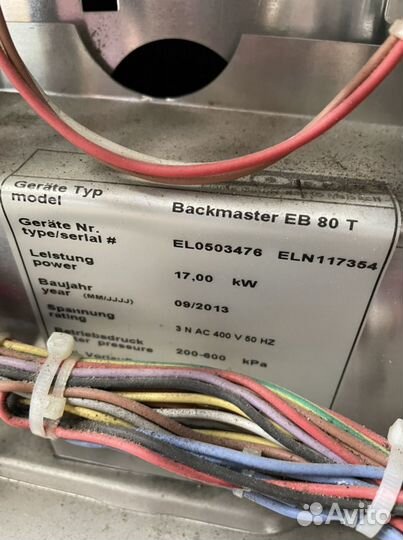 Geräte Typ
model
Backmaster EB 80 T
Geräte Nr.
type/serial #
EL0503476 ELN117354
Leistung
power
17,00 kW
Baujahr
year (MM/JJJJ)
09/2013
Spannung
rating
3 N AC 400 V 50 HZ
Betriebsdruck
ter pressure
200-600 kPa
Avito